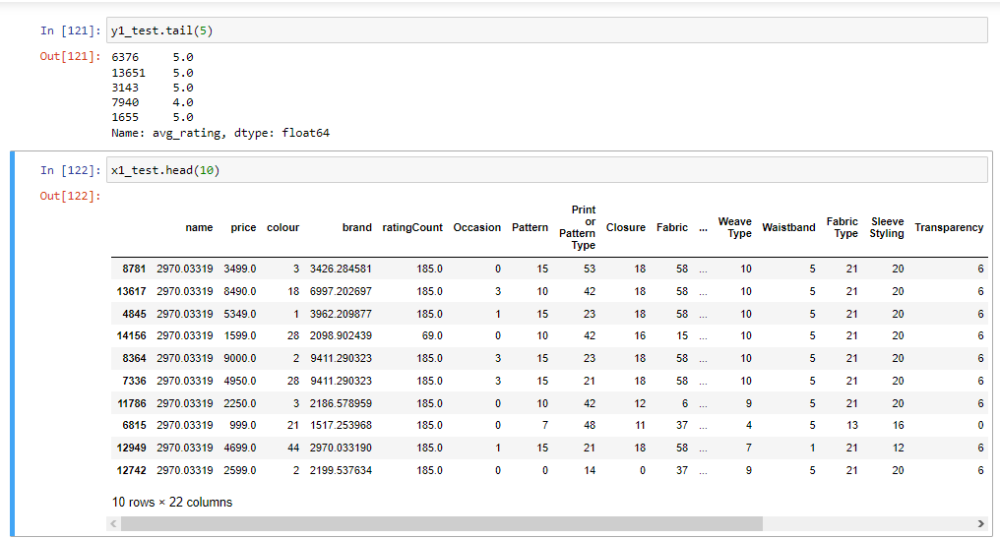 In [121]: y1_test.tail(5)
Out[121]: 6376 5.0
13651 5.0
3143 5.0
7940 4.0
1655 5.0
Name: avg_rating, dtype: float64
In [122]: x1_test.head(10)
Out[122]:
name price colour brand ratingCount Occasion Pattern Print or Pattern Type Closure Fabric ... Weave Type Waistband Fabric Type Sleeve Styling Transparency
8781 2970.03319 3499.0 3 3426.284581 185.0 0 15 53 18 58 ... 10 5 21 20 6
13617 2970.03319 8490.0 18 6997.202697 185.0 3 10 42 18 58 ... 10 5 21 20 6
4845 2970.03319 5349.0 1 3962.209877 185.0 1 15 23 18 58 ... 10 5 21 20 6
14156 2970.03319 1599.0 28 2098.902439 69.0 0 10 42 16 15 ... 10 5 21 20 6
8364 2970.03319 9000.0 2 9411.290323 185.0 3 15 23 18 58 ... 10 5 21 20 6
7336 2970.03319 4950.0 28 9411.290323 185.0 3 15 21 18 58 ... 10 5 21 20 6
11786 2970.03319 2250.0 3 2186.578959 185.0 0 10 42 12 6 ... 9 5 21 20 6
6815 2970.03319 999.0 21 1517.253968 185.0 0 7 48 11 37 ... 4 5 13 16 0
12949 2970.03319 4699.0 44 2970.033190 185.0 1 15 21 18 58 ... 7 1 21 12 6
12742 2970.03319 2599.0 2 2199.537634 185.0 0 0 14 0 37 ... 9 5 21 20 6
10 rows × 22 columns